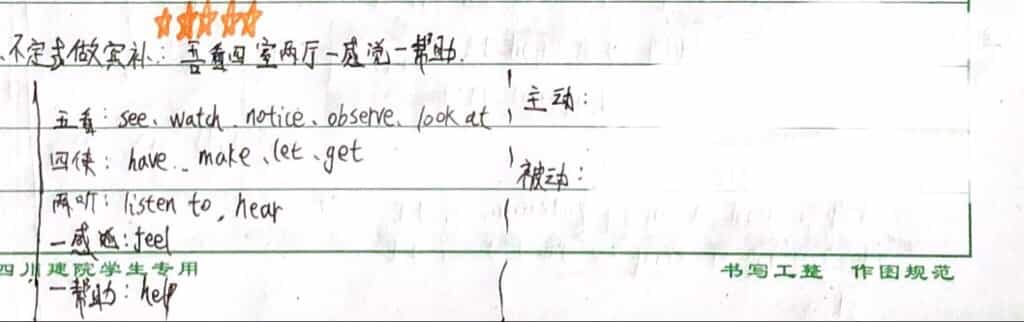 、不定式做宾补：吾看四室两厅一感觉一帮助.
五看：see、watch、notice、observe、look at
四使：have、make、let、get
两听：listen to, hear
一感觉：feel
一帮助：help
主动：
被动：
四川建院学生专用
书写工整 作图规范